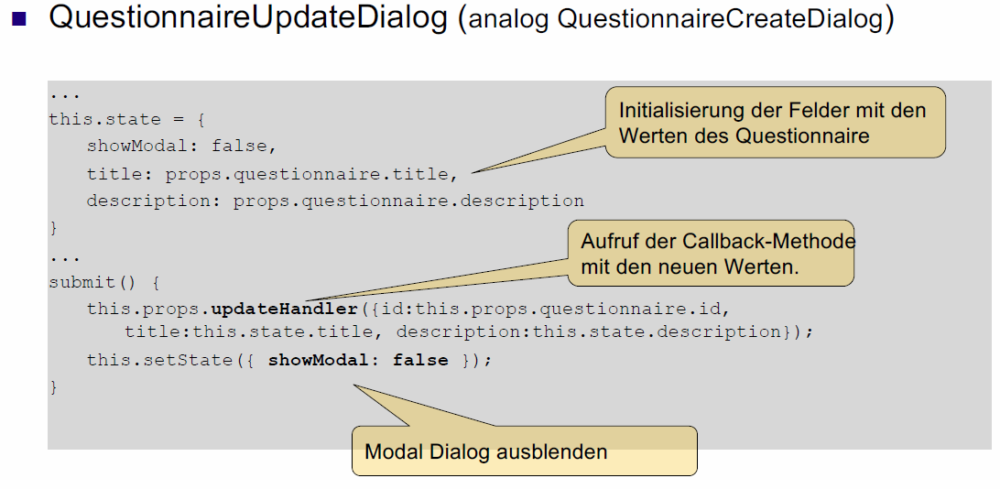 QuestionnaireUpdateDialog (analog QuestionnaireCreateDialog)
...
this.state = {
showModal: false,
title: props.questionnaire.title,
description: props.questionnaire.description
}
Initialisierung der Felder mit den
Werten des Questionnaire
...
submit() {
this.props.updateHandler({id:this.props.questionnaire.id,
title:this.state.title, description:this.state.description});
this.setState({ showModal: false });
}
Aufruf der Callback-Methode
mit den neuen Werten.
Modal Dialog ausblenden